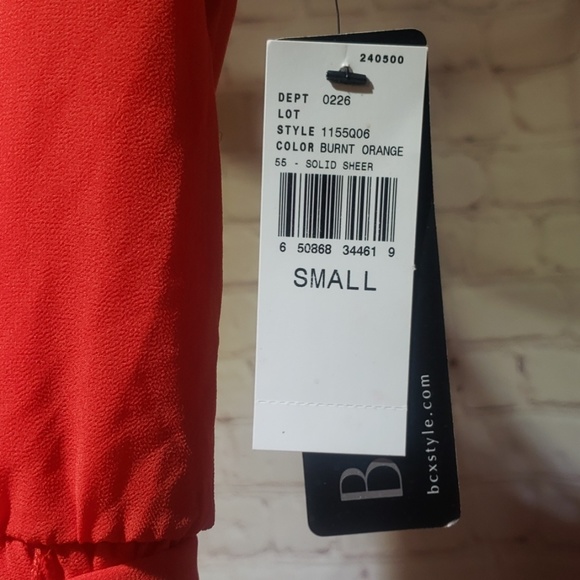 240500
DEPT 0226
LOT
STYLE 1155Q06
COLOR BURNT ORANGE
55 - SOLID SHEER
6 50868 34461 9
SMALL
B
bcxstyle.com